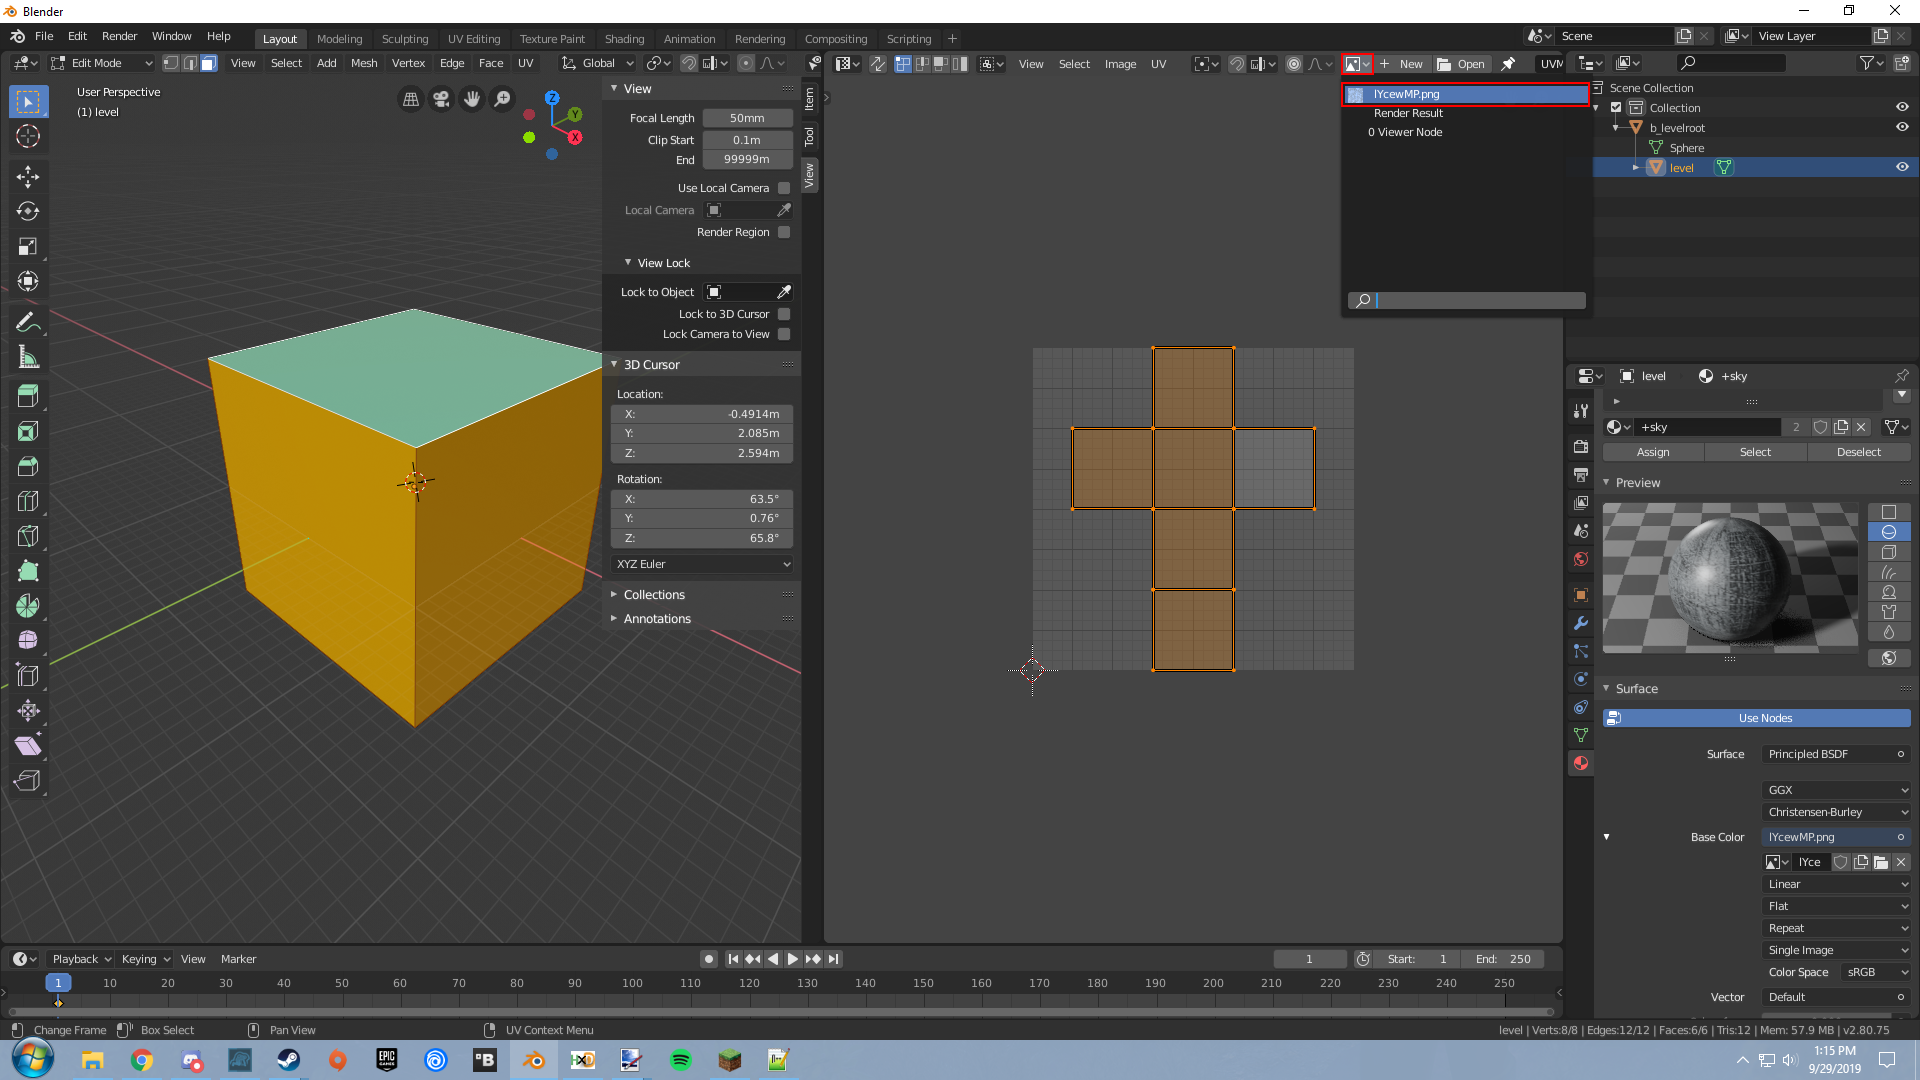 Blender
File Edit Render Window Help Layout Modeling Sculpting UV Editing Texture Paint Shading Animation Rendering Compositing Scripting + Scene View Layer
Edit Mode View Select Add Mesh Vertex Edge Face UV Global View Select Image UV New Open UVM
User Perspective
(1) level
X
Y
Z
View
Focal Length 50mm
Clip Start 0.1m
End 99999m
Use Local Camera
Local Camera
Render Region
View Lock
Lock to Object
Lock to 3D Cursor
Lock Camera to View
3D Cursor
Location:
X: -0.4914m
Y: 2.085m
Z: 2.594m
Rotation:
X: 63.5°
Y: 0.76°
Z: 65.8°
XYZ Euler
Collections
Annotations
Item
Tool
View
lYcewMP.png
Render Result
0 Viewer Node
Scene Collection
Collection
b_levelroot
Sphere
level
level +sky
+sky 2
Assign Select Deselect
Preview
Surface
Use Nodes
Surface Principled BSDF
GGX
Christensen-Burley
Base Color lYcewMP.png
lYce
Linear
Flat
Repeat
Single Image
Color Space sRGB
Vector Default
Playback Keying View Marker 1 Start: 1 End: 250
1 10 20 30 40 50 60 70 80 90 100 110 120 130 140 150 160 170 180 190 200 210 220 230 240 250
Change Frame Box Select Pan View UV Context Menu level | Verts:8/8 | Edges:12/12 | Faces:6/6 | Tris:12 | Mem: 57.9 MB | v2.80.75
EPIC GAMES
B
1:15 PM
9/29/2019